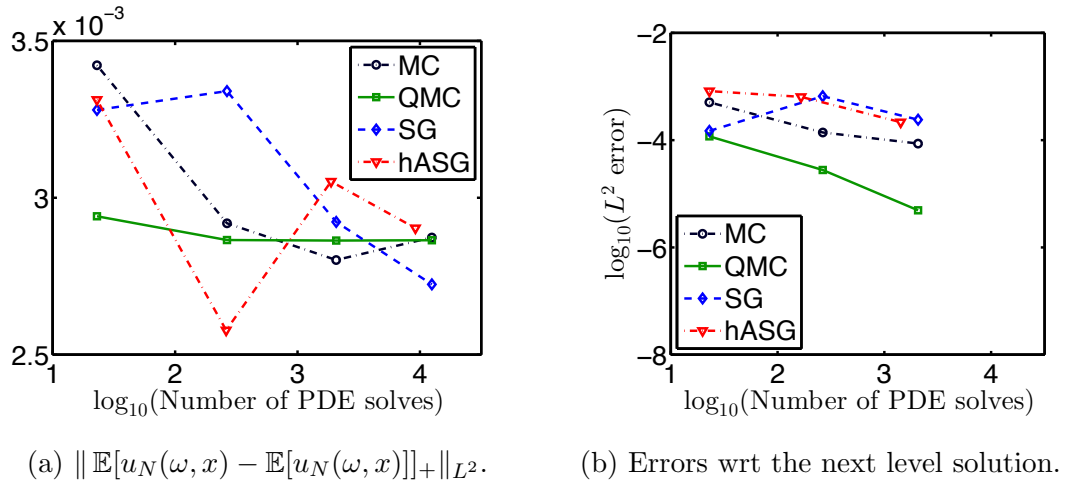 x 10⁻³
3.5
3
2.5
1
2
3
4
log₁₀(Number of PDE solves)
MC
QMC
SG
hASG
(a) ‖ 𝔼[u_N(ω, x) − 𝔼[u_N(ω, x)]]₊‖_{L²}.
−2
−4
−6
−8
log₁₀(L² error)
1
2
3
4
log₁₀(Number of PDE solves)
MC
QMC
SG
hASG
(b) Errors wrt the next level solution.